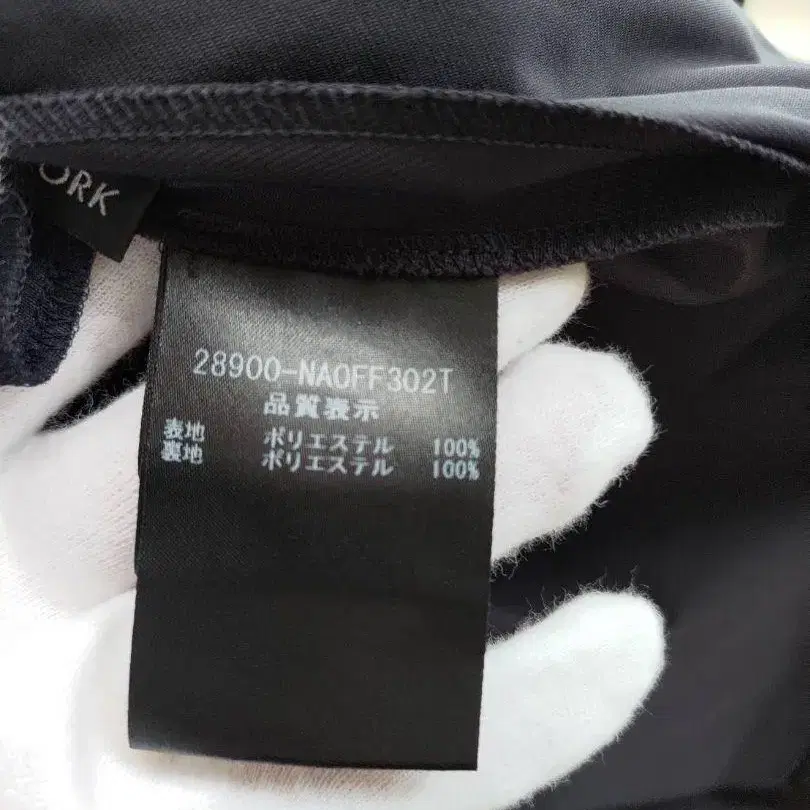 ORK
28900-NAOFF302T
品質表示
表地 ポリエステル 100%
裏地 ポリエステル 100%